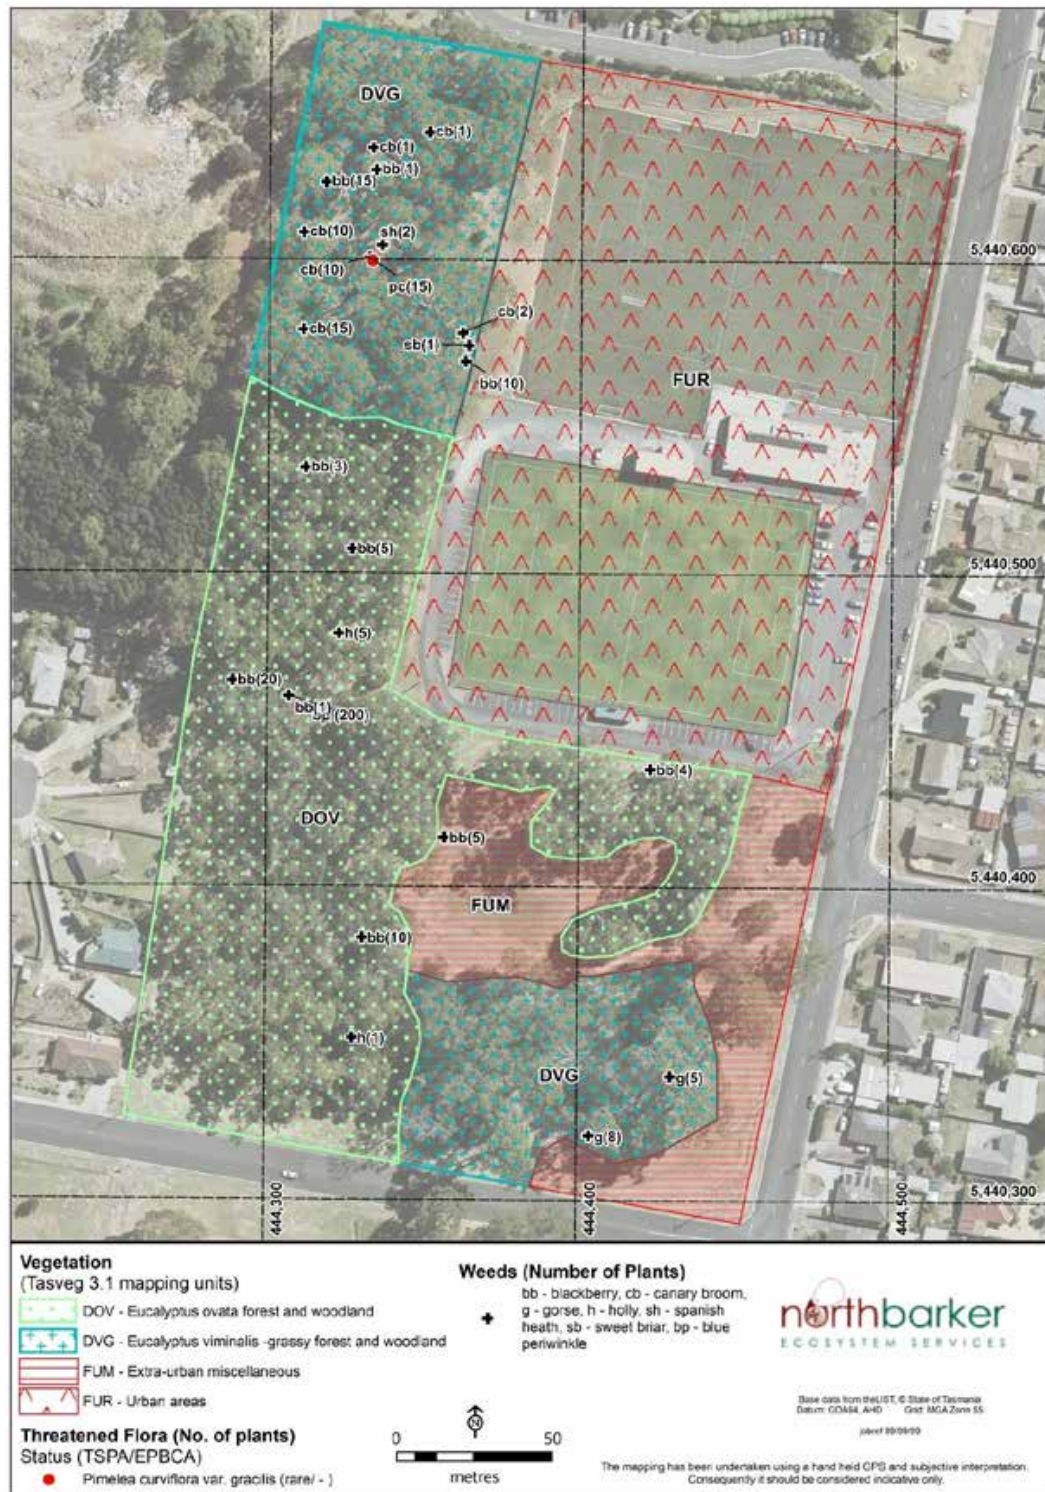 DVG
cb(1)
cb(1)
bb(1)
bb(15)
cb(10)
sh(2)
cb(10)
pc(15)
5,440,600
cb(15)
cb(2)
sb(1)
bb(10)
FUR
bb(3)
bb(5)
5,440,500
h(5)
bb(20)
bb(1)
bp(200)
bb(4)
DOV
bb(5)
5,440,400
FUM
bb(10)
h(1)
DVG
g(5)
g(8)
444,300
444,400
444,500
5,440,300
Vegetation
(Tasveg 3.1 mapping units)
DOV - Eucalyptus ovata forest and woodland
DVG - Eucalyptus viminalis -grassy forest and woodland
FUM - Extra-urban miscellaneous
FUR - Urban areas
Threatened Flora (No. of plants)
Status (TSPA/EPBCA)
Pimelea curviflora var. gracilis (rare/ - )
Weeds (Number of Plants)
bb - blackberry, cb - canary broom,
g - gorse, h - holly, sh - spanish
heath, sb - sweet briar, bp - blue
periwinkle
N
0 50
metres
northbarker
ECOSYSTEM SERVICES
Base data from theLIST, © State of Tasmania
Datum: GDA94, AHD Grid: MGA Zone 55
The mapping has been undertaken using a hand held GPS and subjective interpretation.
Consequently it should be considered indicative only.